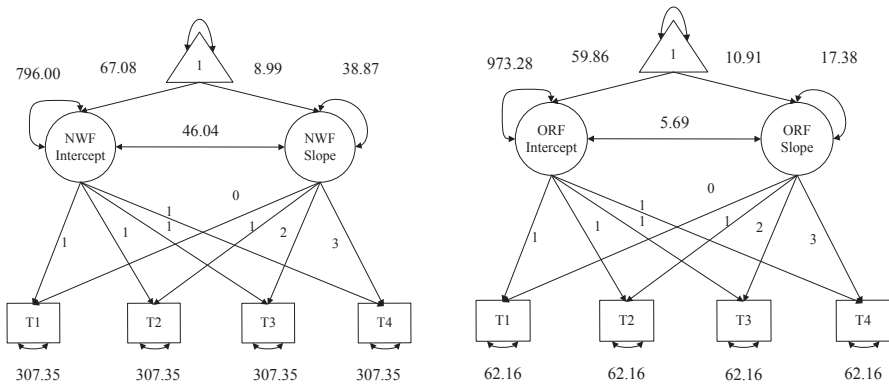 796.00 67.08 1 8.99 38.87
NWF
Intercept
46.04
NWF
Slope
0
1
1 1 1 1 2 3
T1 T2 T3 T4
307.35 307.35 307.35 307.35
973.28 59.86 1 10.91 17.38
ORF
Intercept
5.69
ORF
Slope
0
1
1 1 1 1 2 3
T1 T2 T3 T4
62.16 62.16 62.16 62.16